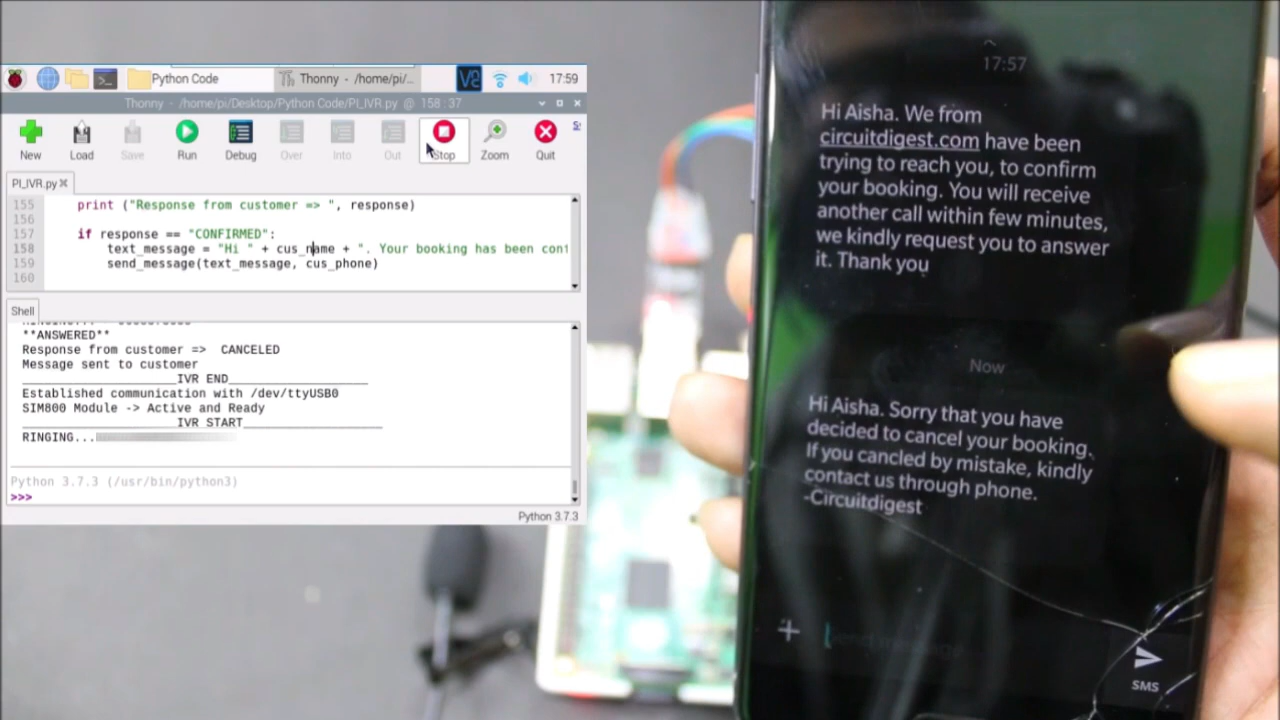 Python Code
Thonny - /home/pi/...
17:59
Thonny - /home/pi/Desktop/Python Code/PI_IVR.py @ 158:37
New
Load
Save
Run
Debug
Over
Into
Out
Stop
Zoom
Quit
PI_IVR.py
155 print ("Response from customer => ", response)
156
157 if response == "CONFIRMED":
158 text_message = "Hi " + cus_name + ". Your booking has been
159 send_message(text_message, cus_phone)
160
Shell
**ANSWERED**
Response from customer => CANCELED
Message sent to customer
____________________IVR END__________________
Established communication with /dev/ttyUSB0
SIM800 Module -> Active and Ready
____________________IVR START__________________
RINGING...
Python 3.7.3 (/usr/bin/python3)
>>>
Python 3.7.3
17:57
Hi Aisha. We from
circuitdigest.com have been
trying to reach you, to confirm
your booking. You will receive
another call within few minutes,
we kindly request you to answer
it. Thank you
Now
Hi Aisha. Sorry that you have
decided to cancel your booking.
If you cancled by mistake, kindly
contact us through phone.
-Circuitdigest
Send message
SMS